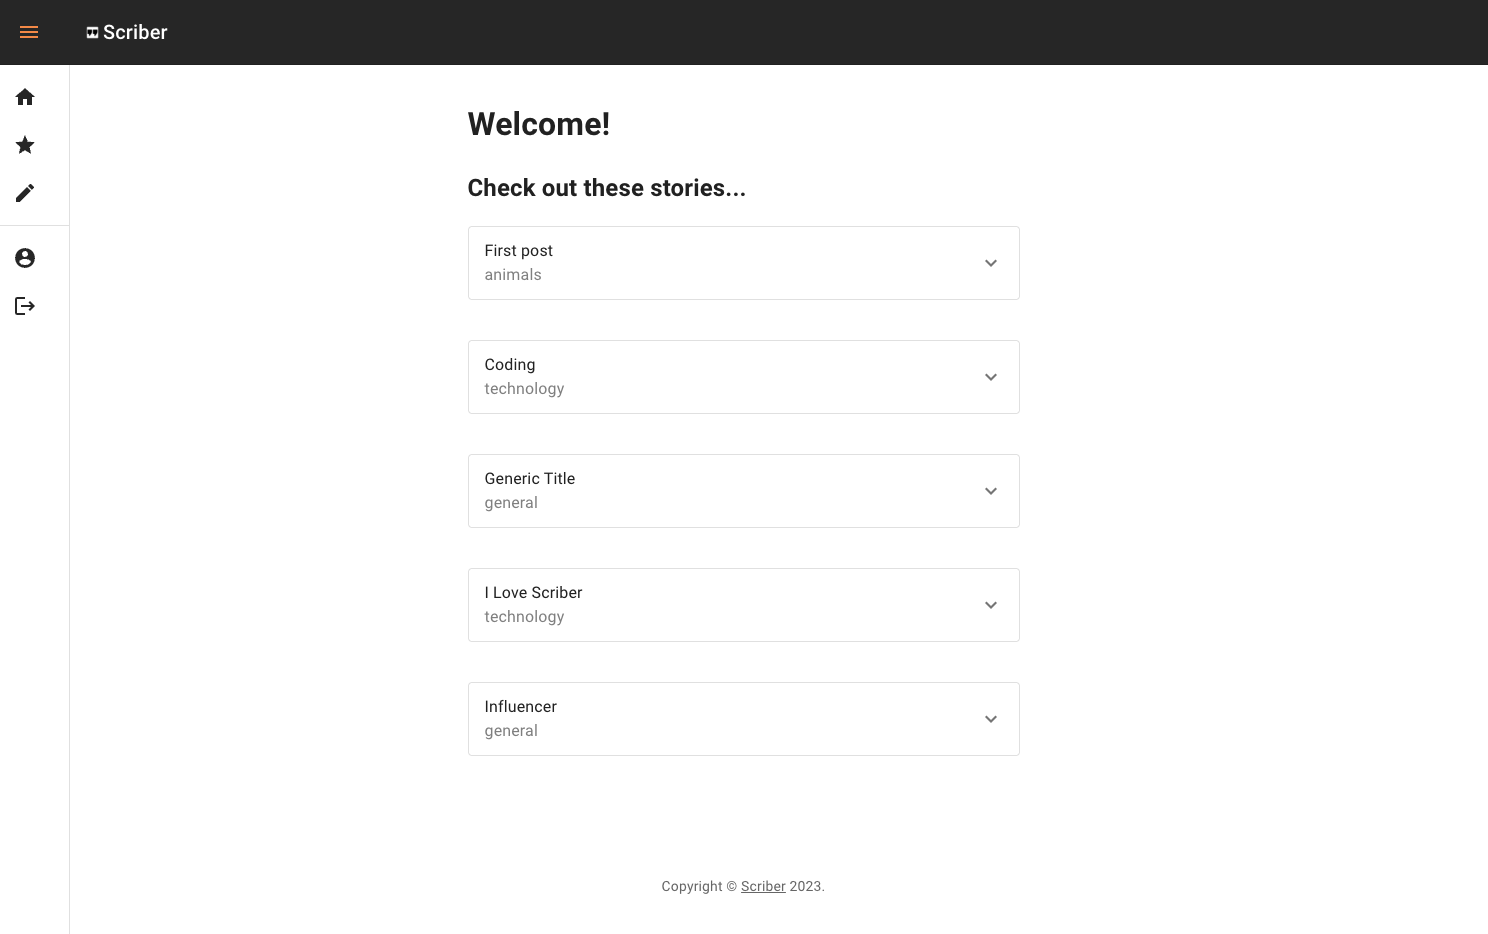 Scriber
Welcome!
Check out these stories...
First post
animals
Coding
technology
Generic Title
general
I Love Scriber
technology
Influencer
general
Copyright © Scriber 2023.